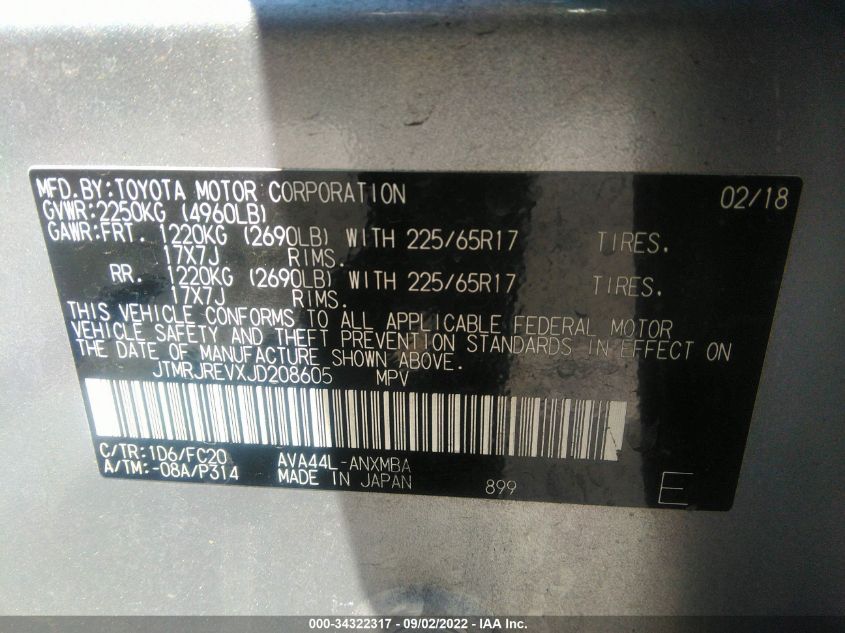 MFD.BY:TOYOTA MOTOR CORPORATION 02/18
GVWR:2250KG (4960LB)
GAWR:FRT. 1220KG (2690LB) WITH 225/65R17 TIRES.
17X7J RIMS.
RR. 1220KG (2690LB) WITH 225/65R17 TIRES.
17X7J RIMS.
THIS VEHICLE CONFORMS TO ALL APPLICABLE FEDERAL MOTOR
VEHICLE SAFETY AND THEFT PREVENTION STANDARDS IN EFFECT ON
THE DATE OF MANUFACTURE SHOWN ABOVE.
JTMRJREVXJD208605 MPV
C/TR:1D6/FC20 AVA44L-ANXMBA
A/TM:-08A/P314 MADE IN JAPAN 899 E
000-34322317 - 09/02/2022 - IAA Inc.